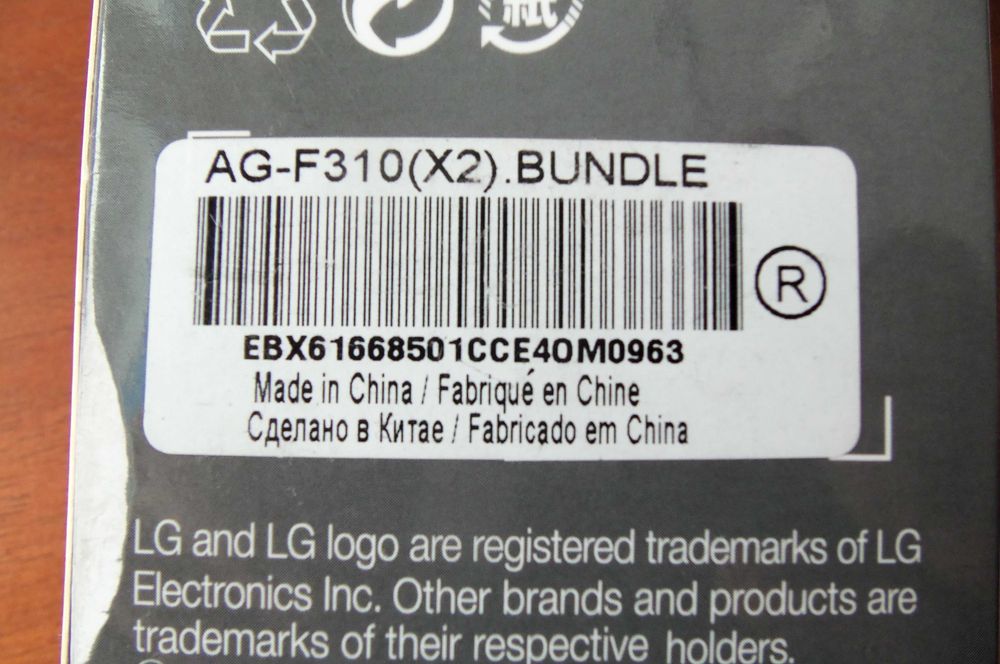 紙
AG-F310(X2).BUNDLE
R
EBX61668501CCE4OM0963
Made in China / Fabriqué en Chine
Сделано в Китае / Fabricado em China
LG and LG logo are registered trademarks of LG
Electronics Inc. Other brands and products are
trademarks of their respective holders.